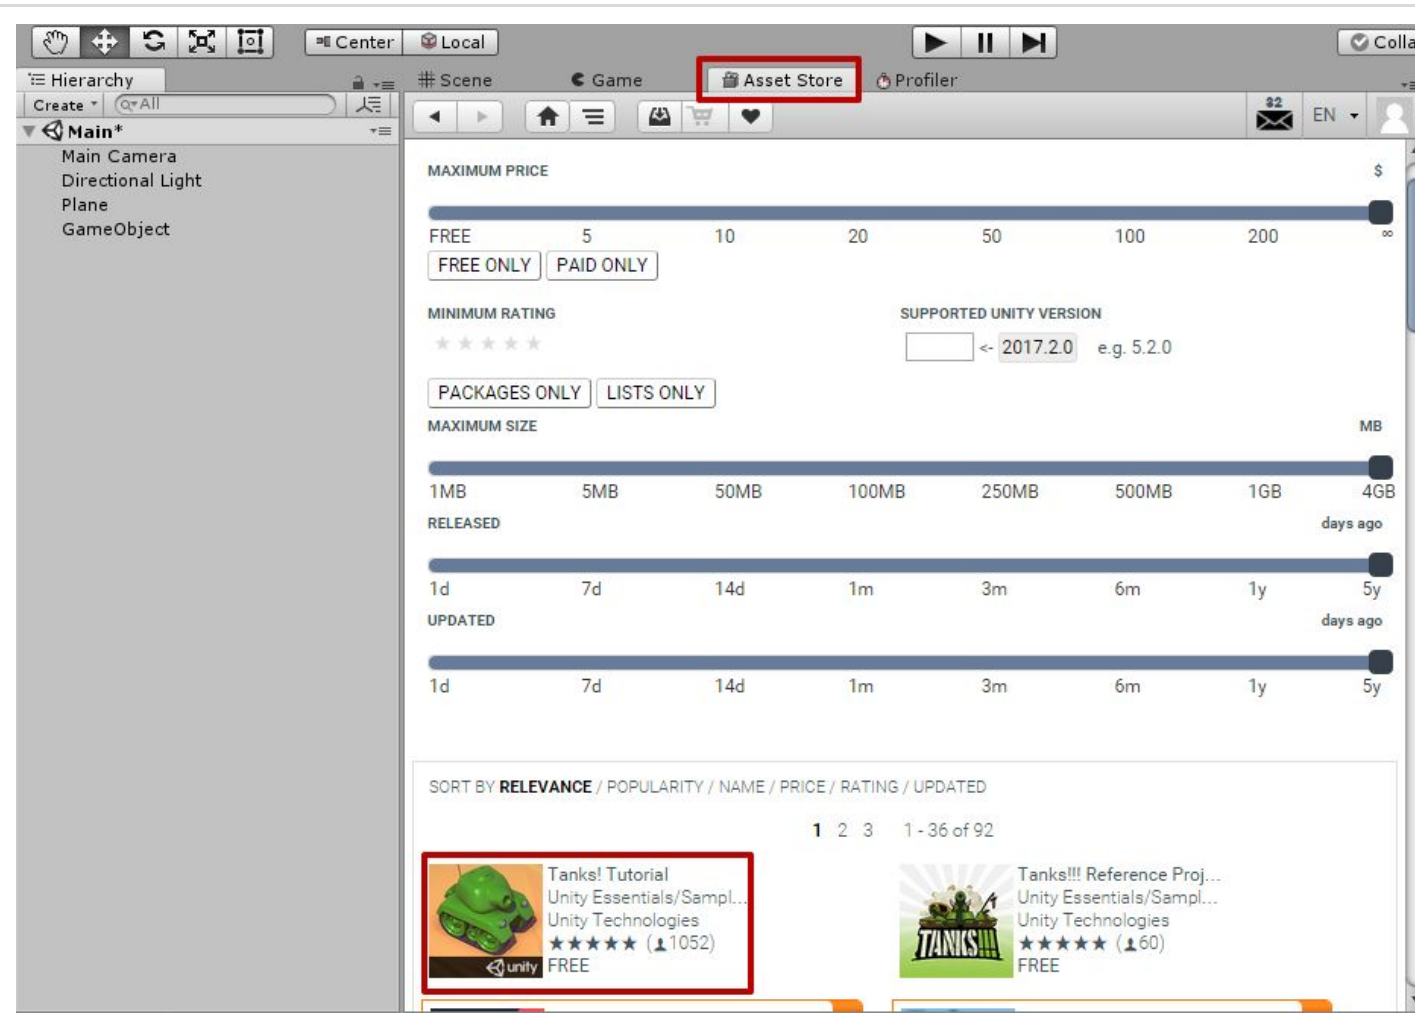 Center
Local
Colla
Hierarchy
Scene
Game
Asset Store
Profiler
Create
All
32
EN
Main*
Main Camera
Directional Light
Plane
GameObject
MAXIMUM PRICE $
FREE 5 10 20 50 100 200 ∞
FREE ONLY PAID ONLY
MINIMUM RATING SUPPORTED UNITY VERSION
<- 2017.2.0 e.g. 5.2.0
PACKAGES ONLY LISTS ONLY
MAXIMUM SIZE MB
1MB 5MB 50MB 100MB 250MB 500MB 1GB 4GB
RELEASED days ago
1d 7d 14d 1m 3m 6m 1y 5y
UPDATED days ago
1d 7d 14d 1m 3m 6m 1y 5y
SORT BY RELEVANCE / POPULARITY / NAME / PRICE / RATING / UPDATED
1 2 3 1 - 36 of 92
unity
Tanks! Tutorial
Unity Essentials/Sampl...
Unity Technologies
★★★★★ (1052)
FREE
TANKS!!!
Tanks!!! Reference Proj...
Unity Essentials/Sampl...
Unity Technologies
★★★★★ (60)
FREE